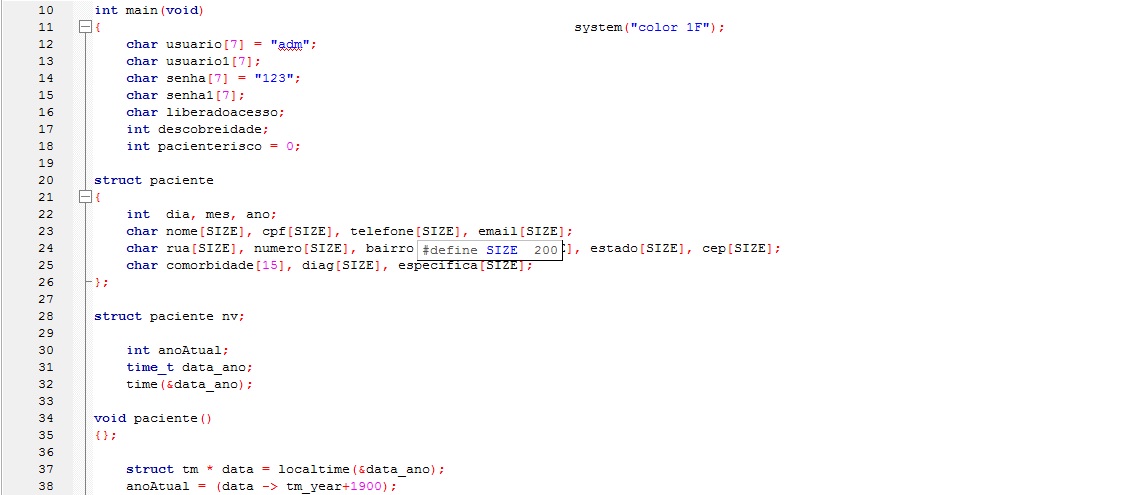 10 int main(void)
11 { system("color 1F");
12 char usuario[7] = "adm";
13 char usuario1[7];
14 char senha[7] = "123";
15 char senha1[7];
16 char liberadoacesso;
17 int descobreidade;
18 int pacienterisco = 0;
19
20 struct paciente
21 {
22 int dia, mes, ano;
23 char nome[SIZE], cpf[SIZE], telefone[SIZE], email[SIZE];
24 char rua[SIZE], numero[SIZE], bairro #define SIZE 200 ], estado[SIZE], cep[SIZE];
25 char comorbidade[15], diag[SIZE], especifica[SIZE];
26 };
27
28 struct paciente nv;
29
30 int anoAtual;
31 time_t data_ano;
32 time(&data_ano);
33
34 void paciente()
35 {};
36
37 struct tm * data = localtime(&data_ano);
38 anoAtual = (data -> tm_year+1900);